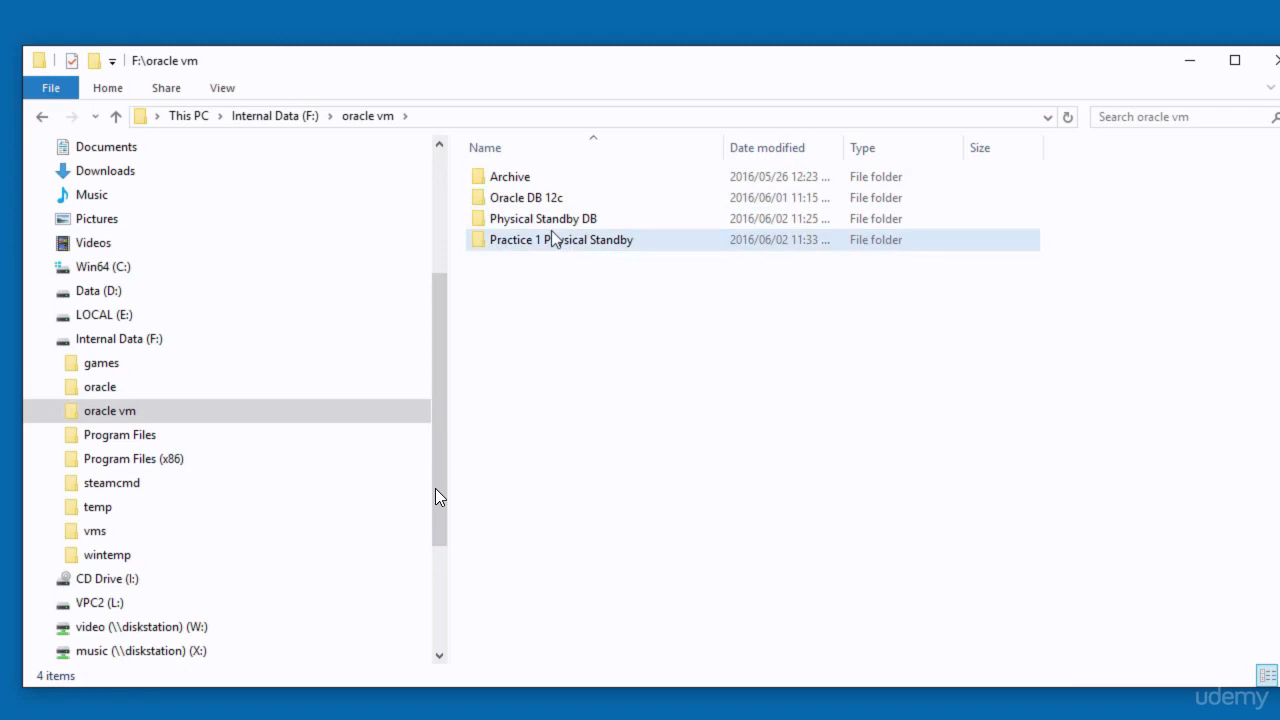 F:\oracle vm
File Home Share View
This PC Internal Data (F:) oracle vm Search oracle vm
Documents
Downloads
Music
Pictures
Videos
Win64 (C:)
Data (D:)
LOCAL (E:)
Internal Data (F:)
games
oracle
oracle vm
Program Files
Program Files (x86)
steamcmd
temp
vms
wintemp
CD Drive (I:)
VPC2 (L:)
video (\\diskstation) (W:)
music (\\diskstation) (X:)
Name Date modified Type Size
Archive 2016/05/26 12:23 ... File folder
Oracle DB 12c 2016/06/01 11:15 ... File folder
Physical Standby DB 2016/06/02 11:25 ... File folder
Practice 1 Physical Standby 2016/06/02 11:33 ... File folder
4 items
udemy